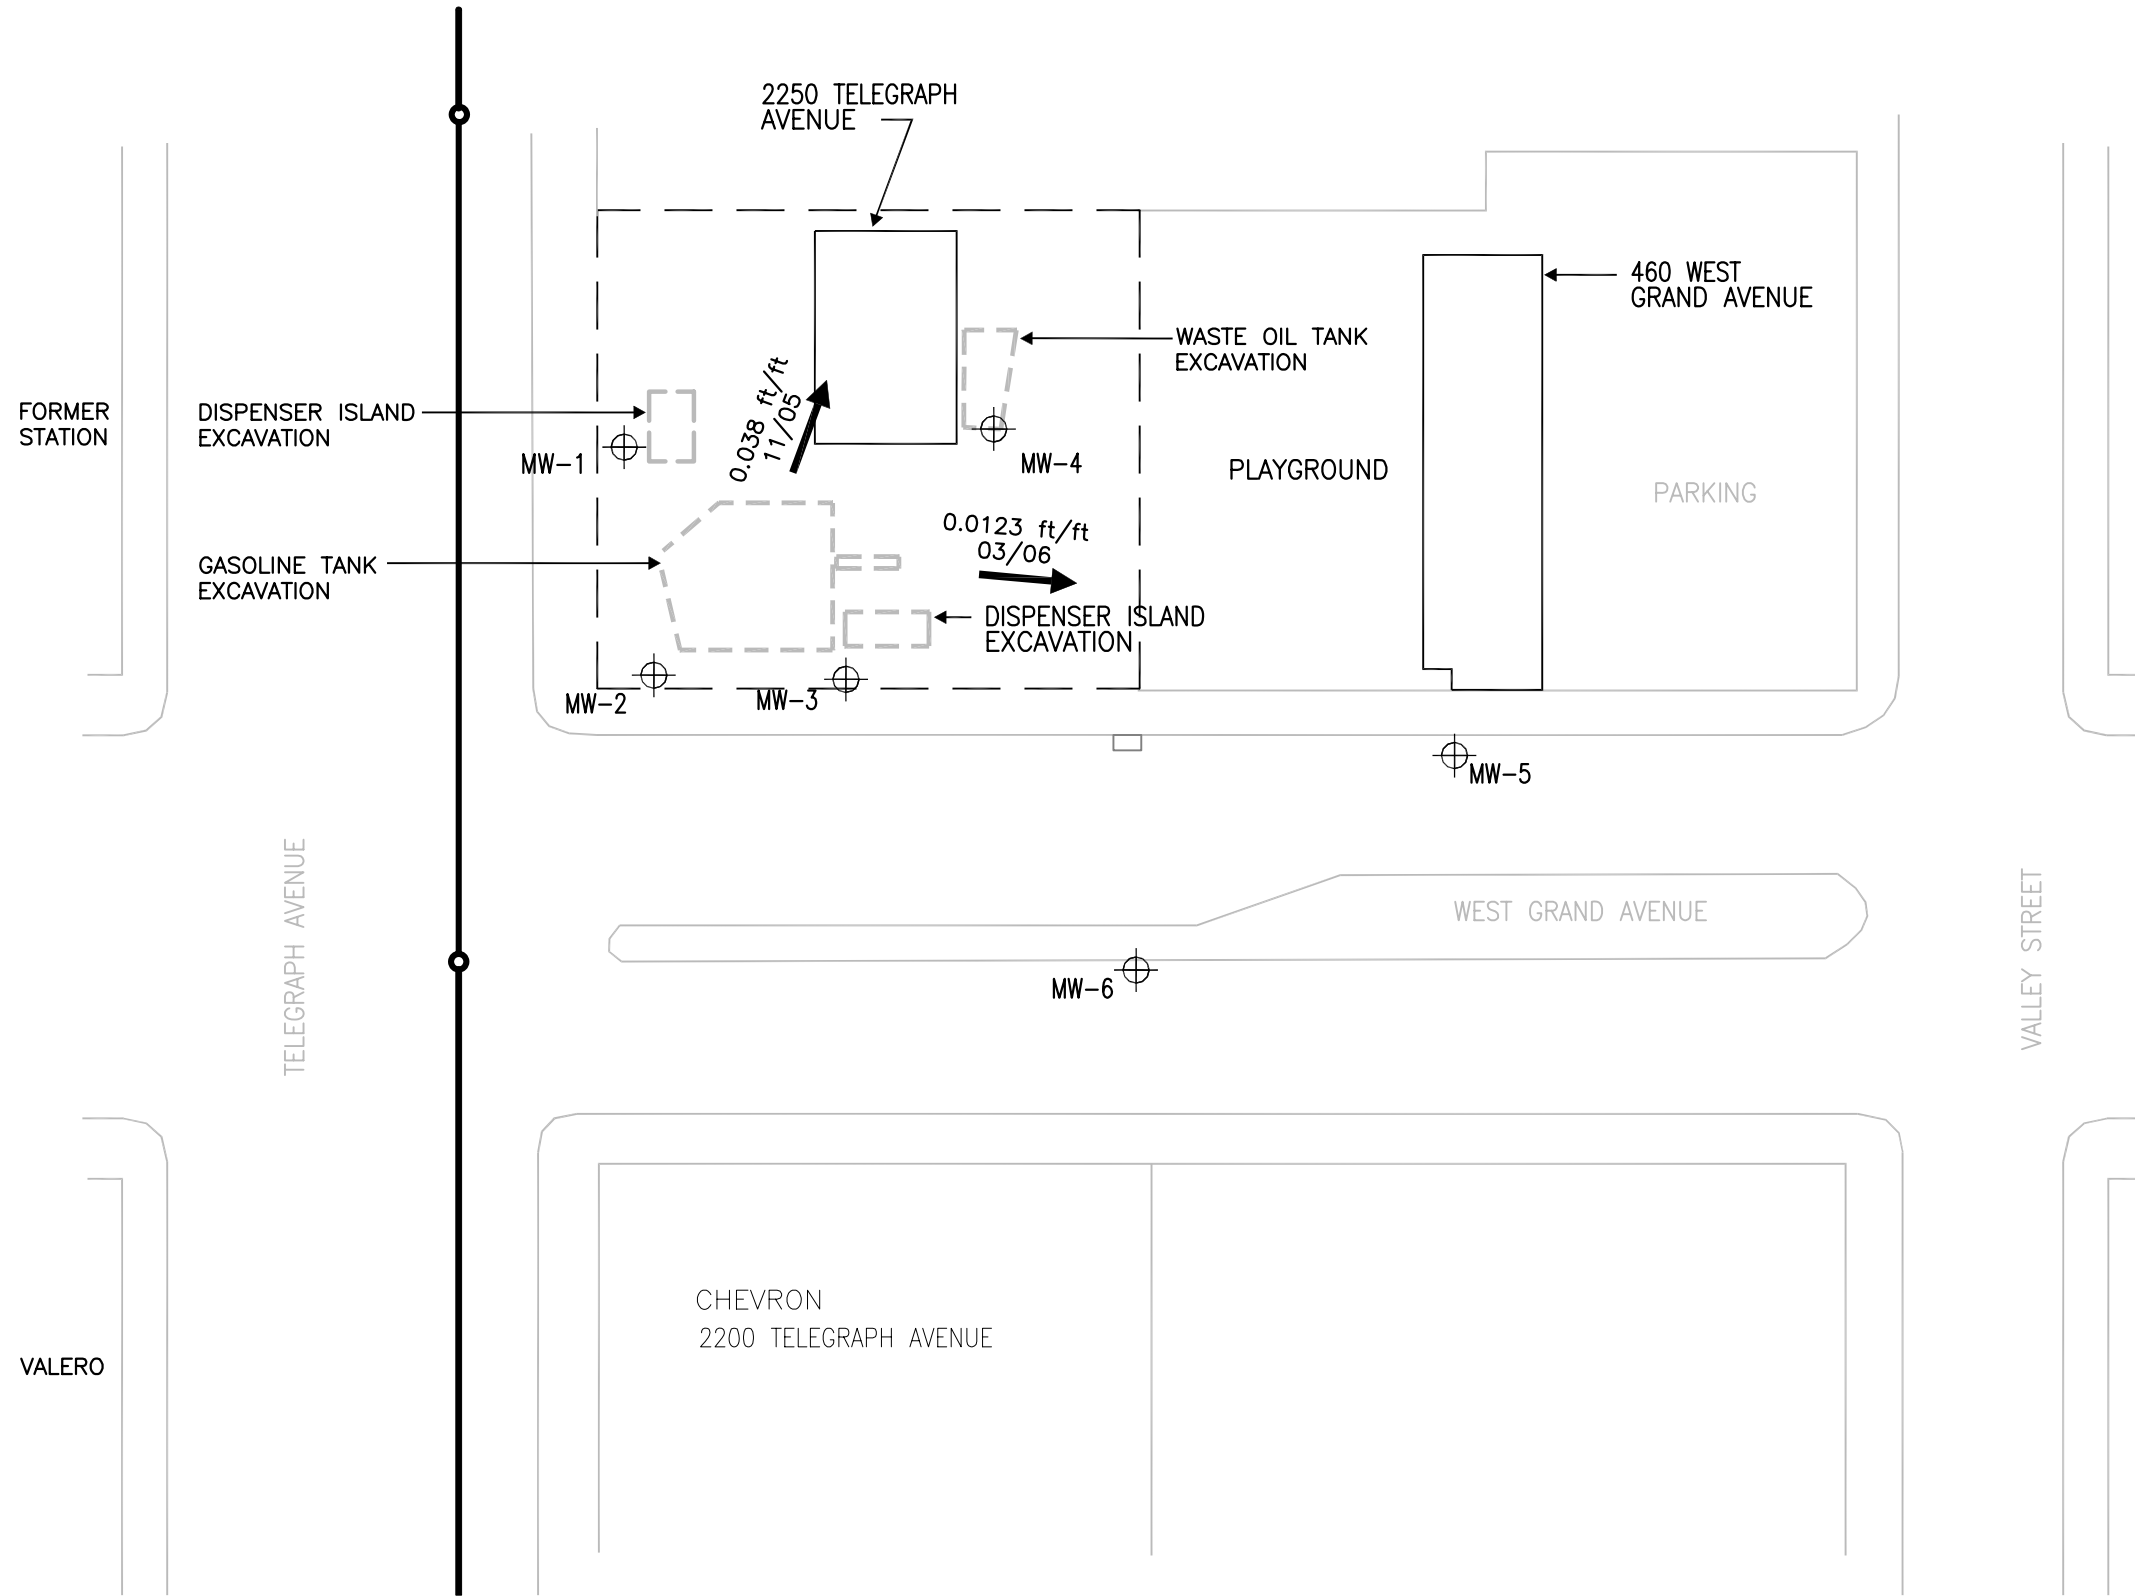 2250 TELEGRAPH
AVENUE
460 WEST
GRAND AVENUE
WASTE OIL TANK
EXCAVATION
FORMER
STATION
DISPENSER ISLAND
EXCAVATION
0.038 ft/ft
11/05
MW-1
MW-4
PLAYGROUND
PARKING
0.0123 ft/ft
03/06
GASOLINE TANK
EXCAVATION
DISPENSER ISLAND
EXCAVATION
MW-2
MW-3
MW-5
TELEGRAPH AVENUE
WEST GRAND AVENUE
VALLEY STREET
MW-6
CHEVRON
2200 TELEGRAPH AVENUE
VALERO